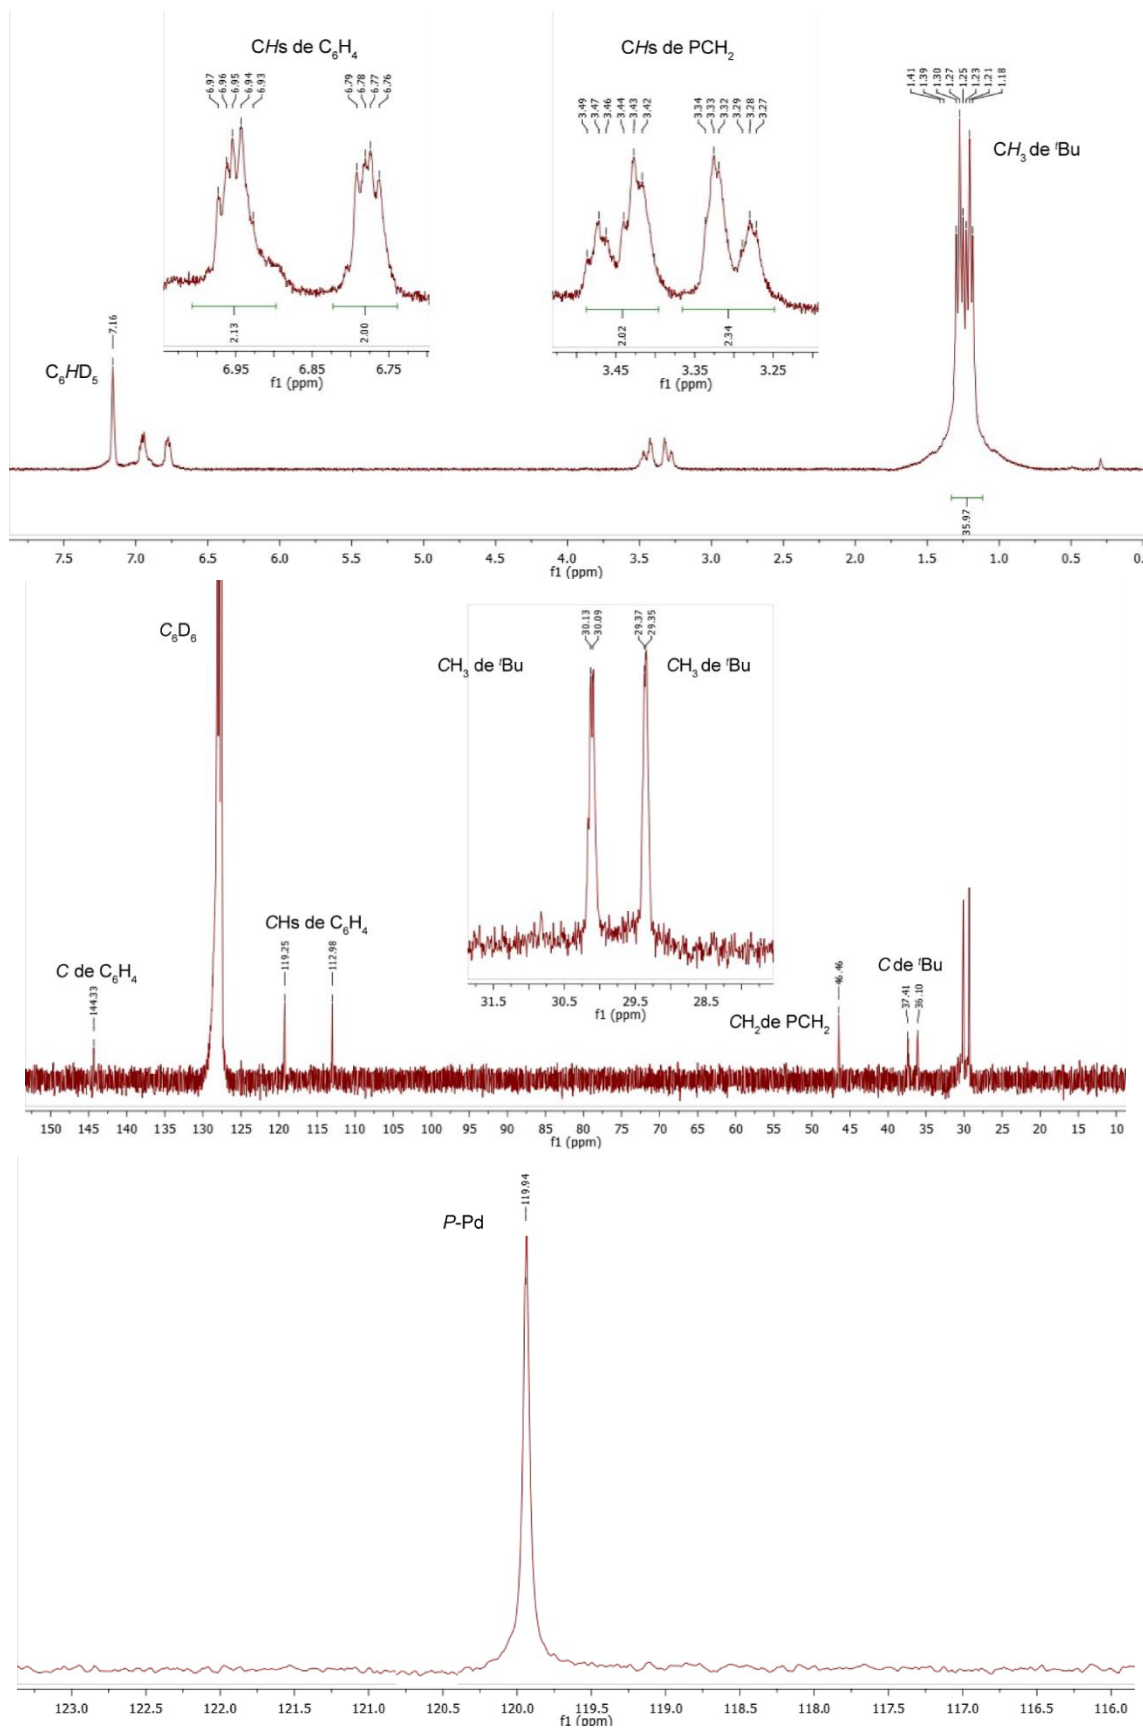 CHs de C6H4
6.97 6.96 6.95 6.94 6.93 6.79 6.78 6.77 6.76
2.13 2.00
6.95 6.85 6.75
f1 (ppm)
CHs de PCH2
3.49 3.47 3.46 3.44 3.43 3.42 3.34 3.33 3.32 3.29 3.28 3.27
2.02 2.34
3.45 3.35 3.25
f1 (ppm)
1.41 1.39 1.30 1.27 1.25 1.23 1.21 1.18
CH3 de tBu
7.16
C6HD5
35.97
7.5 7.0 6.5 6.0 5.5 5.0 4.5 4.0 3.5 3.0 2.5 2.0 1.5 1.0 0.5 0.
f1 (ppm)
C6D6
30.13 30.09 29.37 29.35
CH3 de tBu CH3 de tBu
31.5 30.5 29.5 28.5
f1 (ppm)
CHs de C6H4
C de C6H4
144.33 119.25 112.98
CH2de PCH2
46.46
C de tBu
37.41 36.10
150 145 140 135 130 125 120 115 110 105 100 95 90 85 80 75 70 65 60 55 50 45 40 35 30 25 20 15 10
f1 (ppm)
119.94
P-Pd
123.0 122.5 122.0 121.5 121.0 120.5 120.0 119.5 119.0 118.5 118.0 117.5 117.0 116.5 116.0
f1 (ppm)